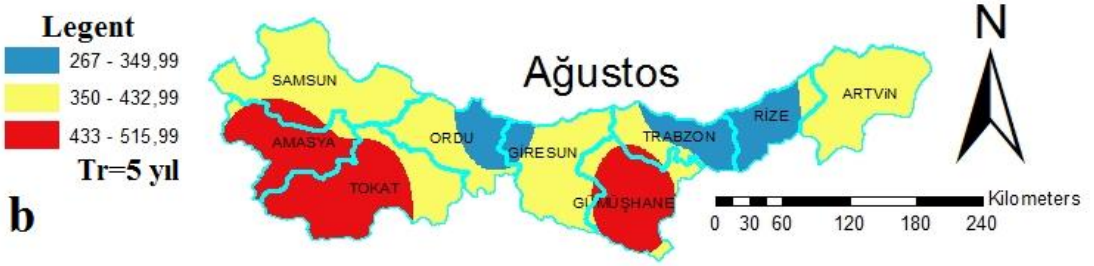 Legent
267 - 349,99
350 - 432,99
433 - 515,99
Tr=5 yıl
b
Ağustos
N
SAMSUN
AMASYA
TOKAT
ORDU
GİRESUN
GÜMÜŞHANE
TRABZON
RİZE
ARTVİN
Kilometers
0 30 60 120 180 240